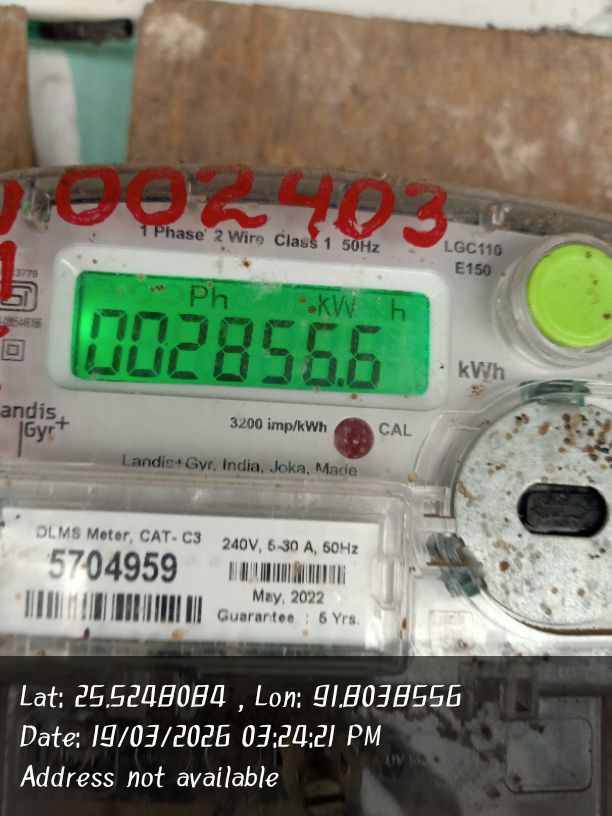 002403
1 Phase 2 Wire Class 1 50Hz
LGC110
E150
Ph kW h
002856.6
kWh
Landis
Gyr+
3200 imp/kWh
CAL
Landis+Gyr, India, Joka, Made
DLMS Meter, CAT- C3
5704959
240V, 5-30 A, 50Hz
May, 2022
Guarantee : 5 Yrs.
Lat: 25.5248084 , Lon: 91.8038556
Date: 19/03/2026 03:24:21 PM
Address not available